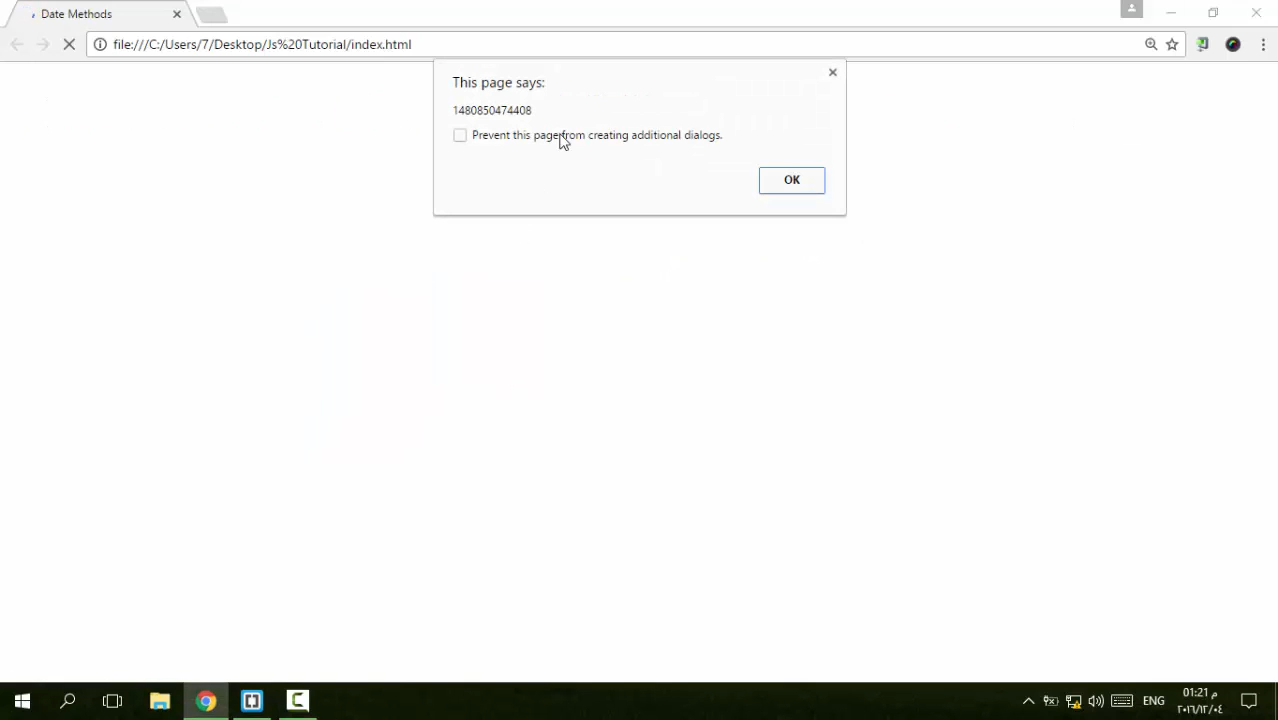 Date Methods
file:///C:/Users/7/Desktop/Js%20Tutorial/index.html
This page says:
1480850474408
Prevent this page from creating additional dialogs.
OK
ENG
01:21 م
٢٠١٦/١٢/٠٤